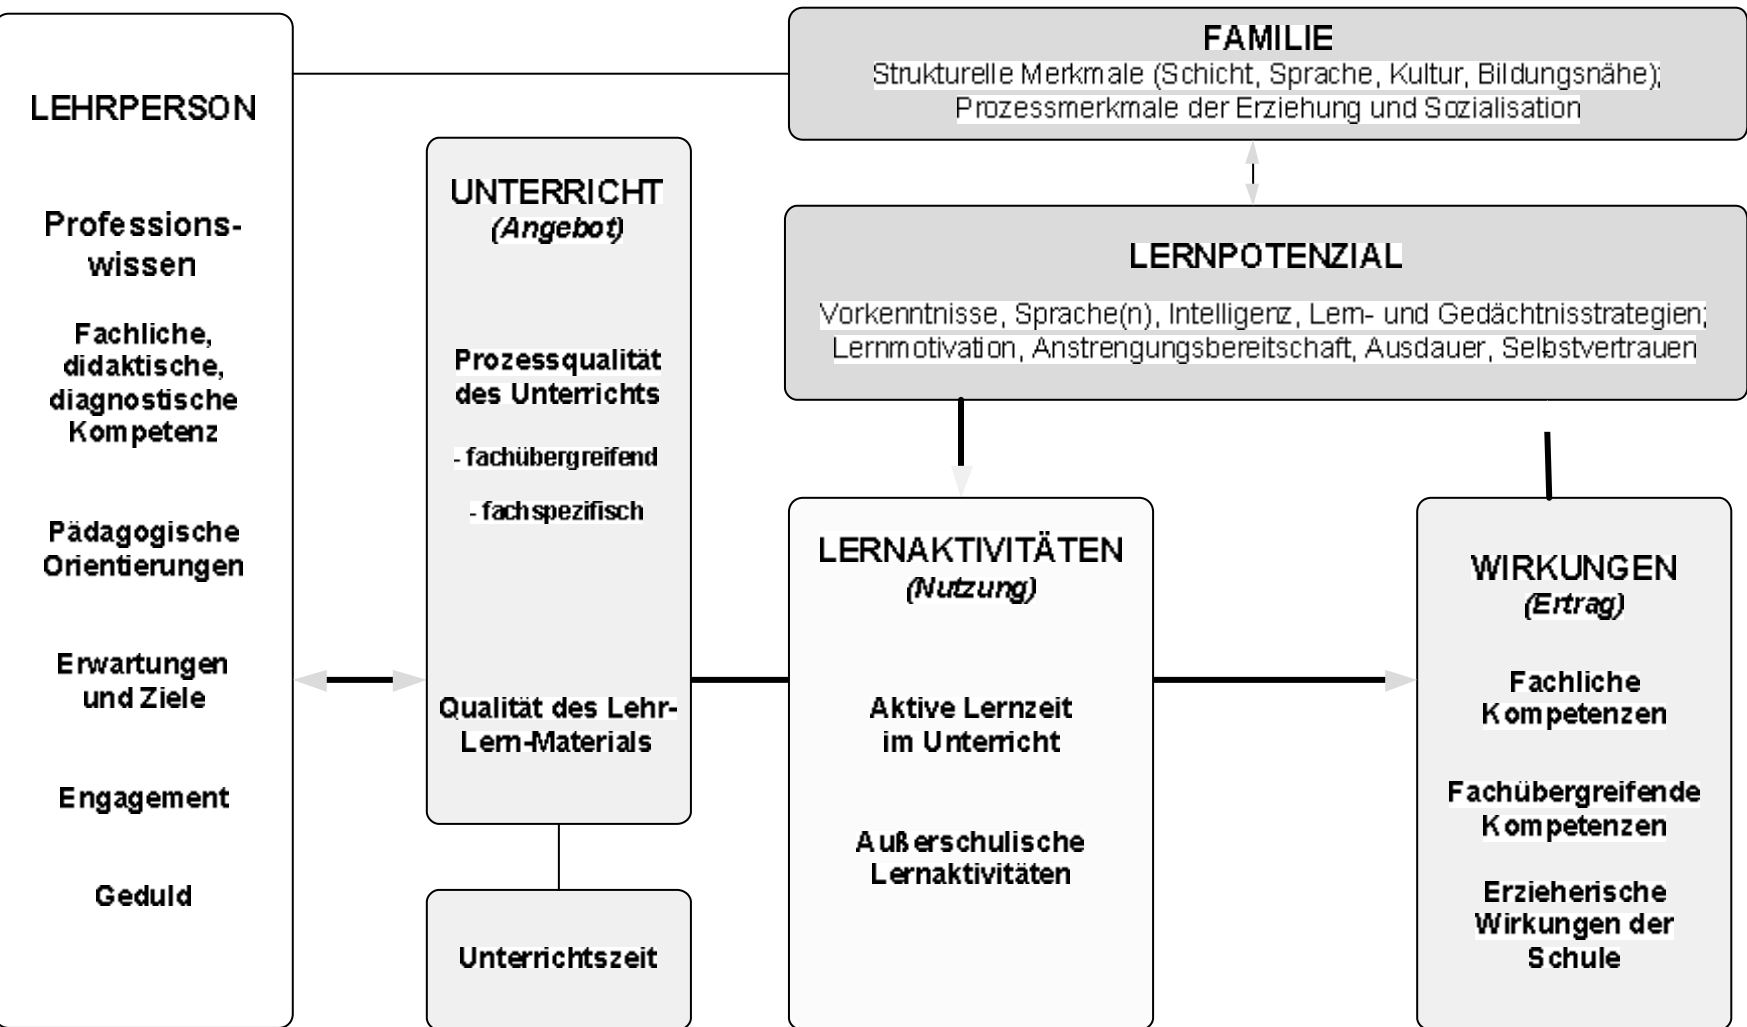 LEHRPERSON
Professions-
wissen
Fachliche,
didaktische,
diagnostische
Kompetenz
Pädagogische
Orientierungen
Erwartungen
und Ziele
Engagement
Geduld
UNTERRICHT
(Angebot)
Prozessqualität
des Unterrichts
- fachübergreifend
- fachspezifisch
Qualität des Lehr-
Lern-Materials
Unterrichtszeit
FAMILIE
Strukturelle Merkmale (Schicht, Sprache, Kultur, Bildungsnähe);
Prozessmerkmale der Erziehung und Sozialisation
LERNPOTENZIAL
Vorkenntnisse, Sprache(n), Intelligenz, Lern- und Gedächtnisstrategien;
Lernmotivation, Anstrengungsbereitschaft, Ausdauer, Selbstvertrauen
LERNAKTIVITÄTEN
(Nutzung)
Aktive Lernzeit
im Unterricht
Außerschulische
Lernaktivitäten
WIRKUNGEN
(Ertrag)
Fachliche
Kompetenzen
Fachübergreifende
Kompetenzen
Erzieherische
Wirkungen der
Schule